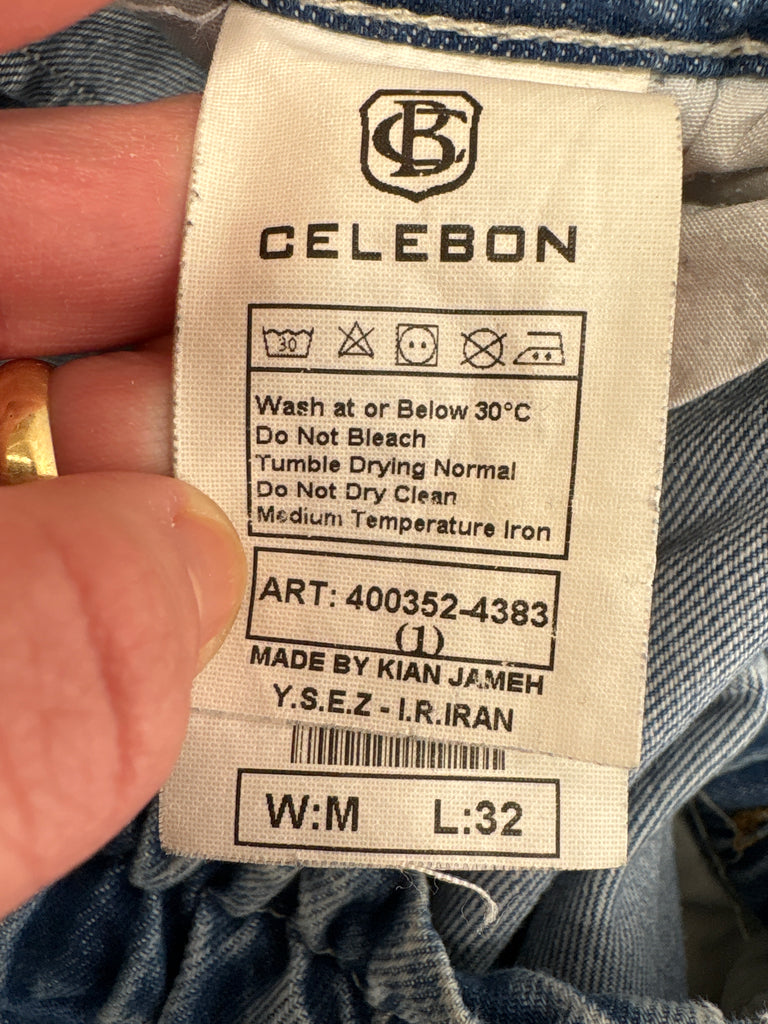 CB
CELEBON
30
Wash at or Below 30°C
Do Not Bleach
Tumble Drying Normal
Do Not Dry Clean
Medium Temperature Iron
ART: 400352-4383
(1)
MADE BY KIAN JAMEH
Y.S.E.Z - I.R.IRAN
W:M L:32